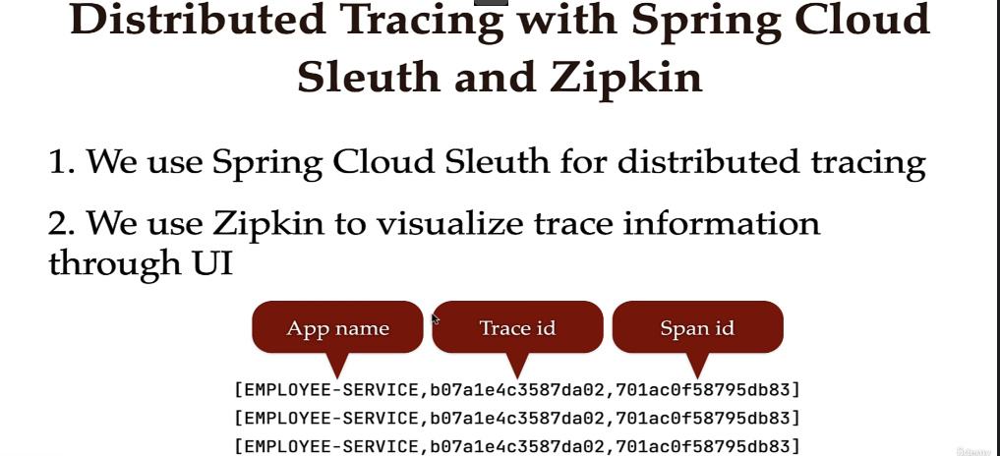 Distributed Tracing with Spring Cloud
Sleuth and Zipkin
1. We use Spring Cloud Sleuth for distributed tracing
2. We use Zipkin to visualize trace information
through UI
App name Trace id Span id
[EMPLOYEE-SERVICE,b07a1e4c3587da02,701ac0f58795db83]
[EMPLOYEE-SERVICE,b07a1e4c3587da02,701ac0f58795db83]
[EMPLOYEE-SERVICE,b07a1e4c3587da02,701ac0f58795db83]
Udemy